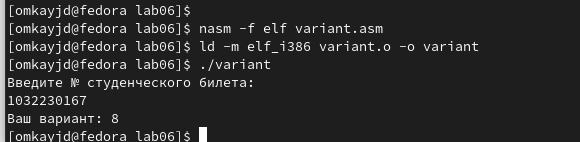 [omkayjd@fedora lab06]$
[omkayjd@fedora lab06]$ nasm -f elf variant.asm
[omkayjd@fedora lab06]$ ld -m elf_i386 variant.o -o variant
[omkayjd@fedora lab06]$ ./variant
Введите № студенческого билета:
1032230167
Ваш вариант: 8
[omkayjd@fedora lab06]$